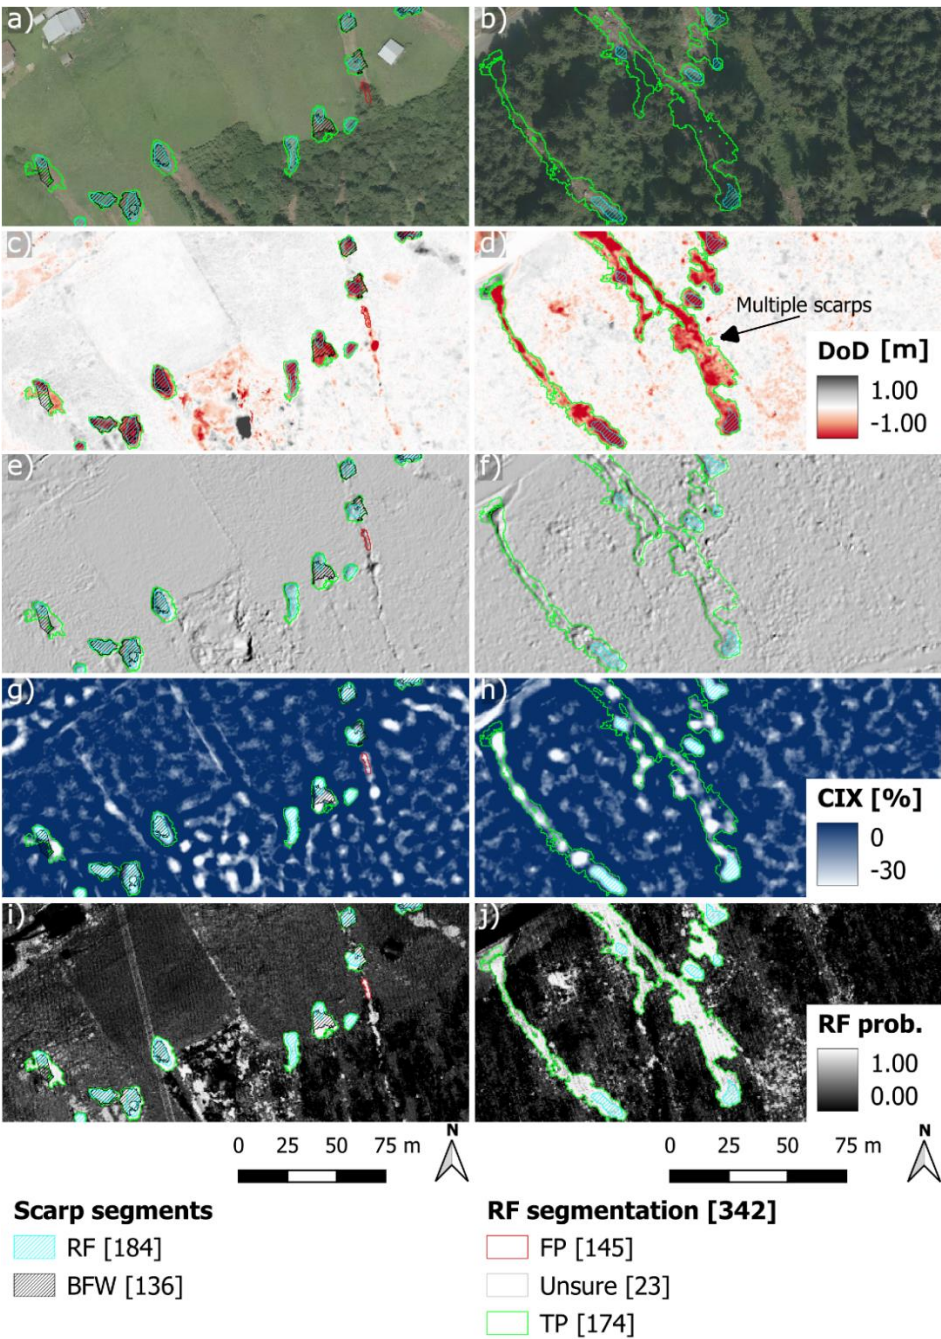 a)
b)
c)
d)
Multiple scarps
DoD [m]
1.00
-1.00
e)
f)
g)
h)
CIX [%]
0
-30
i)
j)
RF prob.
1.00
0.00
0 25 50 75 m
N
0 25 50 75 m
N
Scarp segments
RF [184]
BFW [136]
RF segmentation [342]
FP [145]
Unsure [23]
TP [174]